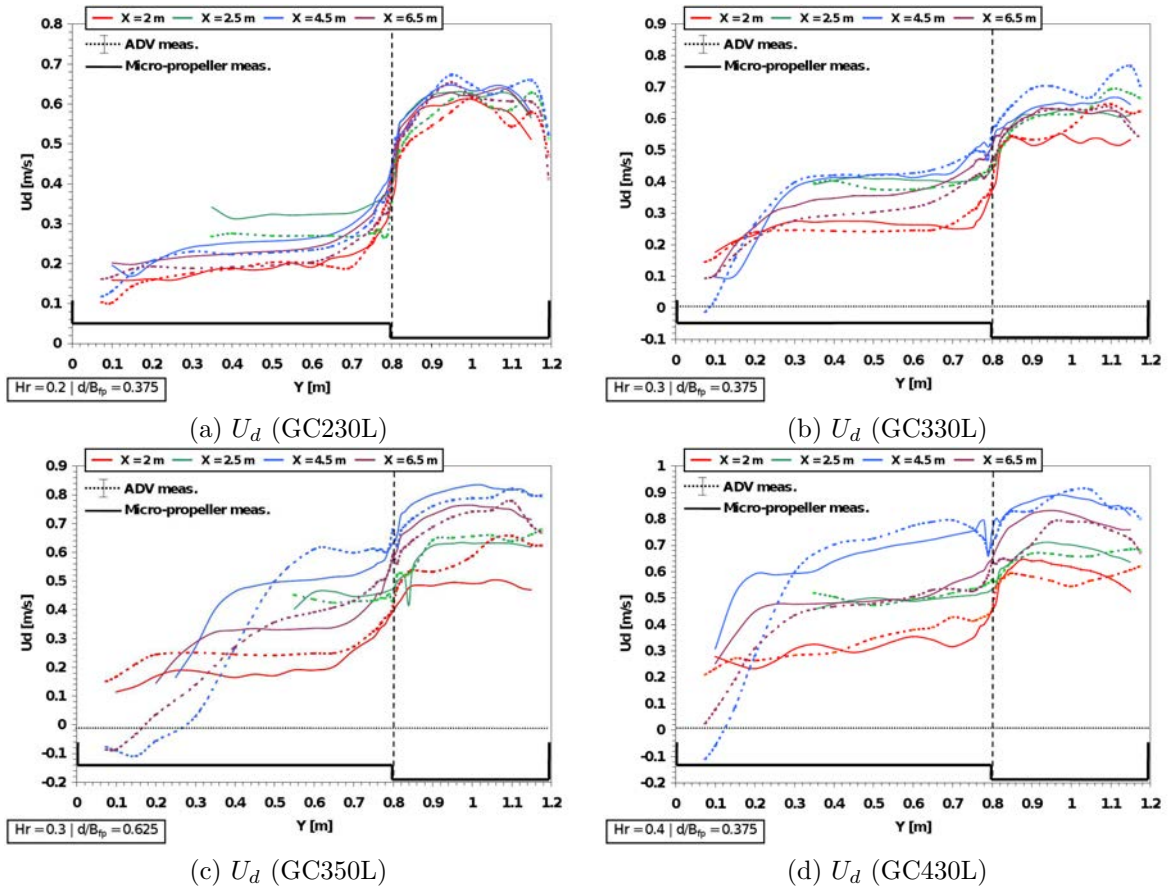 X = 2 m X = 2.5 m X = 4.5 m X = 6.5 m
ADV meas.
Micro-propeller meas.
Ud [m/s]
0.8
0.7
0.6
0.5
0.4
0.3
0.2
0.1
0
0 0.1 0.2 0.3 0.4 0.5 0.6 0.7 0.8 0.9 1 1.1 1.2
Y [m]
Hr = 0.2 | d/Bfp = 0.375
(a) Ud (GC230L)
X = 2 m X = 2.5 m X = 4.5 m X = 6.5 m
ADV meas.
Micro-propeller meas.
Ud [m/s]
0.9
0.8
0.7
0.6
0.5
0.4
0.3
0.2
0.1
0
-0.1
0 0.1 0.2 0.3 0.4 0.5 0.6 0.7 0.8 0.9 1 1.1 1.2
Y [m]
Hr = 0.3 | d/Bfp = 0.375
(b) Ud (GC330L)
X = 2 m X = 2.5 m X = 4.5 m X = 6.5 m
ADV meas.
Micro-propeller meas.
Ud [m/s]
0.9
0.8
0.7
0.6
0.5
0.4
0.3
0.2
0.1
0
-0.1
-0.2
0 0.1 0.2 0.3 0.4 0.5 0.6 0.7 0.8 0.9 1 1.1 1.2
Y [m]
Hr = 0.3 | d/Bfp = 0.625
(c) Ud (GC350L)
X = 2 m X = 2.5 m X = 4.5 m X = 6.5 m
ADV meas.
Micro-propeller meas.
Ud [m/s]
1
0.9
0.8
0.7
0.6
0.5
0.4
0.3
0.2
0.1
0
-0.1
-0.2
0 0.1 0.2 0.3 0.4 0.5 0.6 0.7 0.8 0.9 1 1.1 1.2
Y [m]
Hr = 0.4 | d/Bfp = 0.375
(d) Ud (GC430L)